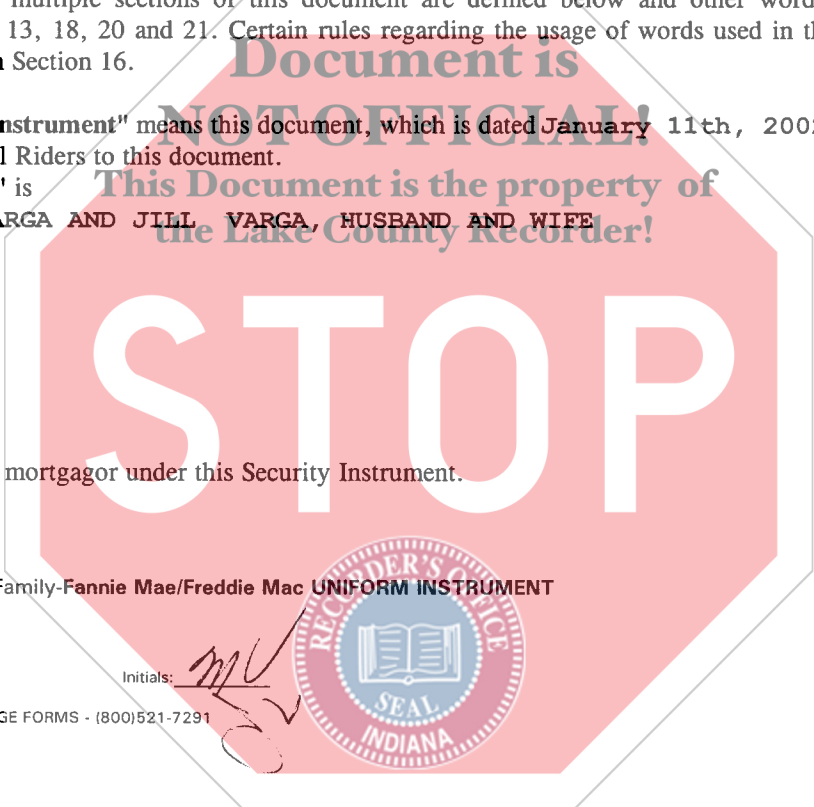 multiple sections of this document are defined below and other word
13, 18, 20 and 21. Certain rules regarding the usage of words used in th
Section 16.
Document is
nstrument" means this document, which is dated January 11th, 200
NOT OFFICIAL!
l Riders to this document.
" is
This Document is the property of
ARGA AND JILL VARGA, HUSBAND AND WIFE
the Lake County Recorder!
STOP
mortgagor under this Security Instrument.
Family-Fannie Mae/Freddie Mac UNIFORM INSTRUMENT
RECORDER'S OFFICE
Initials: MV
SEAL
GE FORMS - (800)521-7291
INDIANA